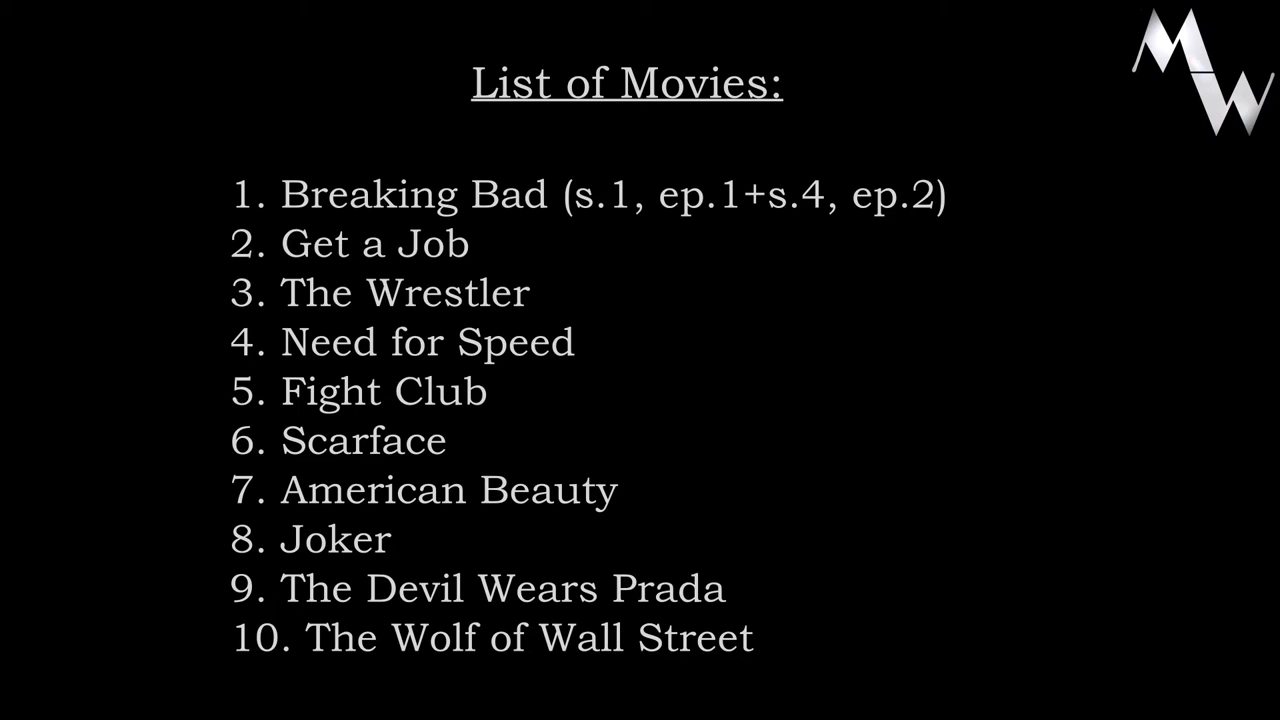 List of Movies:
MW
1. Breaking Bad (s.1, ep.1+s.4, ep.2)
2. Get a Job
3. The Wrestler
4. Need for Speed
5. Fight Club
6. Scarface
7. American Beauty
8. Joker
9. The Devil Wears Prada
10. The Wolf of Wall Street